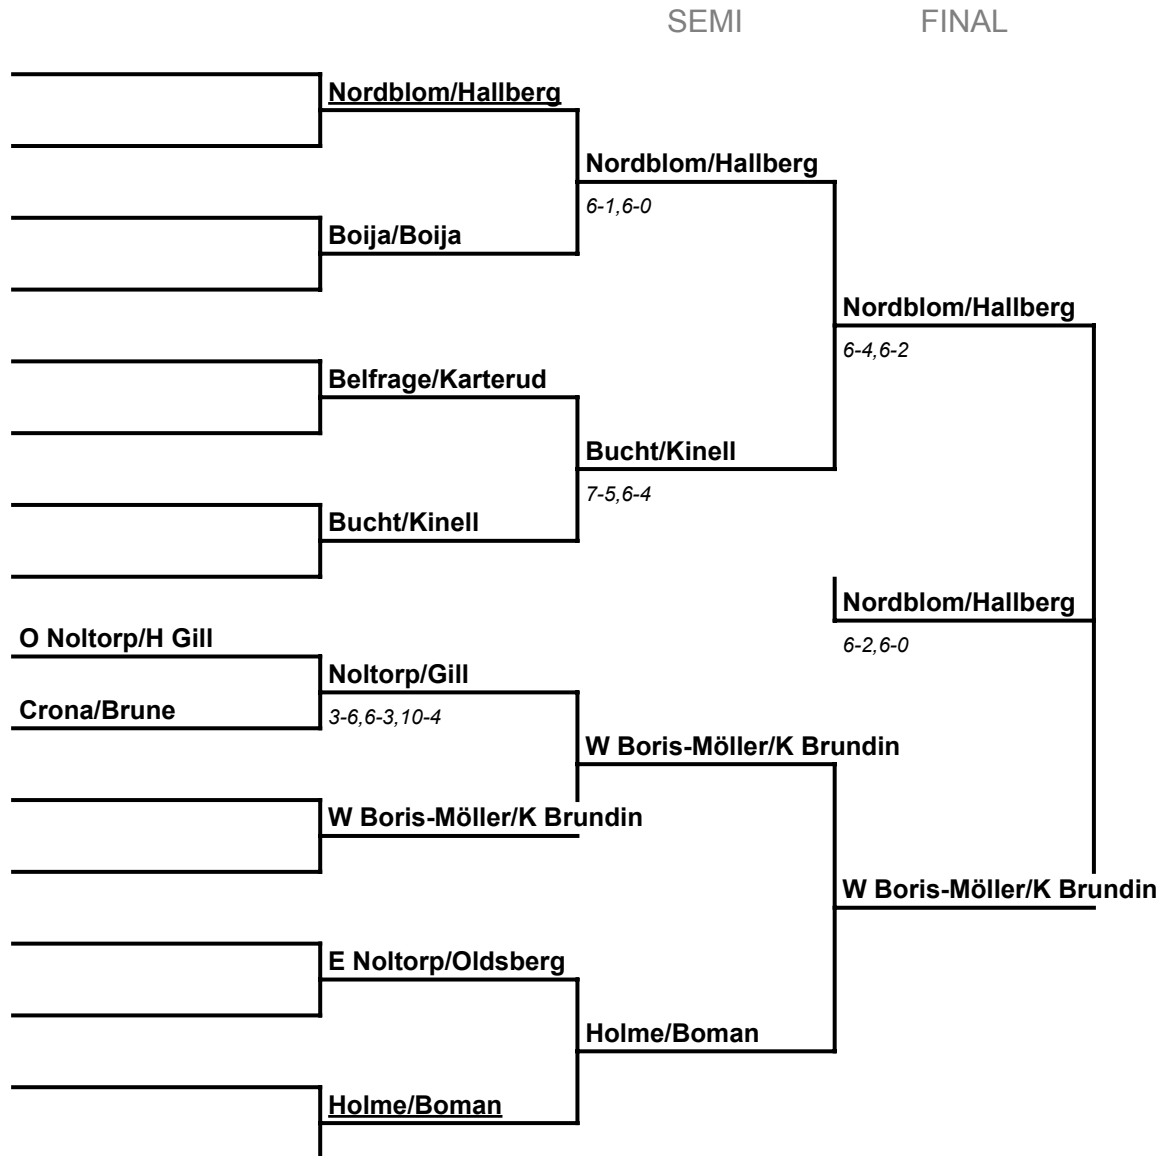 SEMI FINAL
Nordblom/Hallberg
Nordblom/Hallberg
6-1,6-0
Boija/Boija
Nordblom/Hallberg
6-4,6-2
Belfrage/Karterud
Bucht/Kinell
7-5,6-4
Bucht/Kinell
Nordblom/Hallberg
6-2,6-0
O Noltorp/H Gill
Noltorp/Gill
Crona/Brune
3-6,6-3,10-4
W Boris-Möller/K Brundin
W Boris-Möller/K Brundin
W Boris-Möller/K Brundin
E Noltorp/Oldsberg
Holme/Boman
Holme/Boman